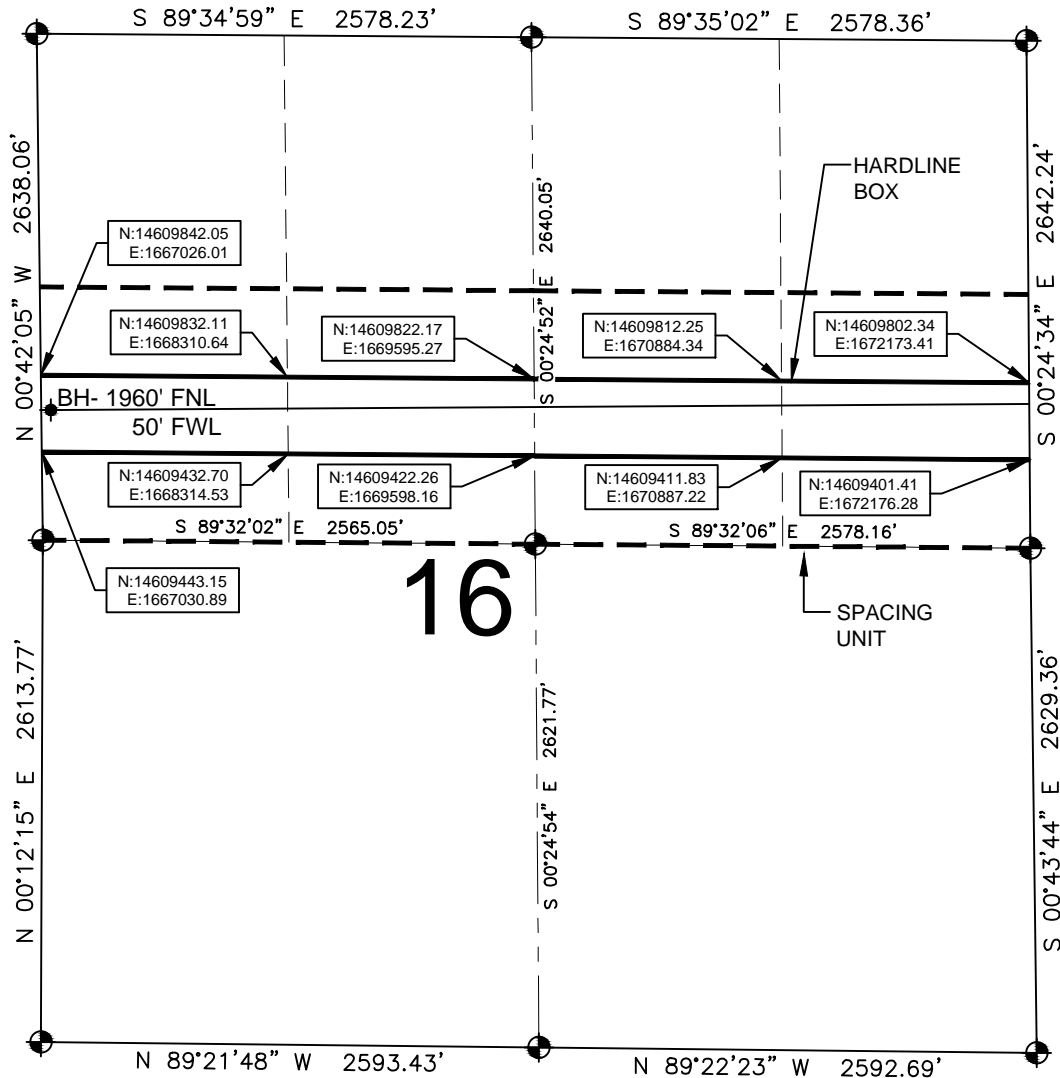 S 89°34'59" E 2578.23'
S 89°35'02" E 2578.36'
N 00°42'05" W 2638.06'
S 00°24'52" E 2640.05'
S 00°24'34" E 2642.24'
HARDLINE
BOX
N:14609842.05
E:1667026.01
N:14609832.11
E:1668310.64
N:14609822.17
E:1669595.27
N:14609812.25
E:1670884.34
N:14609802.34
E:1672173.41
BH- 1960' FNL
50' FWL
N:14609432.70
E:1668314.53
N:14609422.26
E:1669598.16
N:14609411.83
E:1670887.22
N:14609401.41
E:1672176.28
S 89°32'02" E 2565.05'
S 89°32'06" E 2578.16'
N:14609443.15
E:1667030.89
16
SPACING
UNIT
N 00°12'15" E 2613.77'
S 00°24'54" E 2621.77'
S 00°43'44" E 2629.36'
N 89°21'48" W 2593.43'
N 89°22'23" W 2592.69'